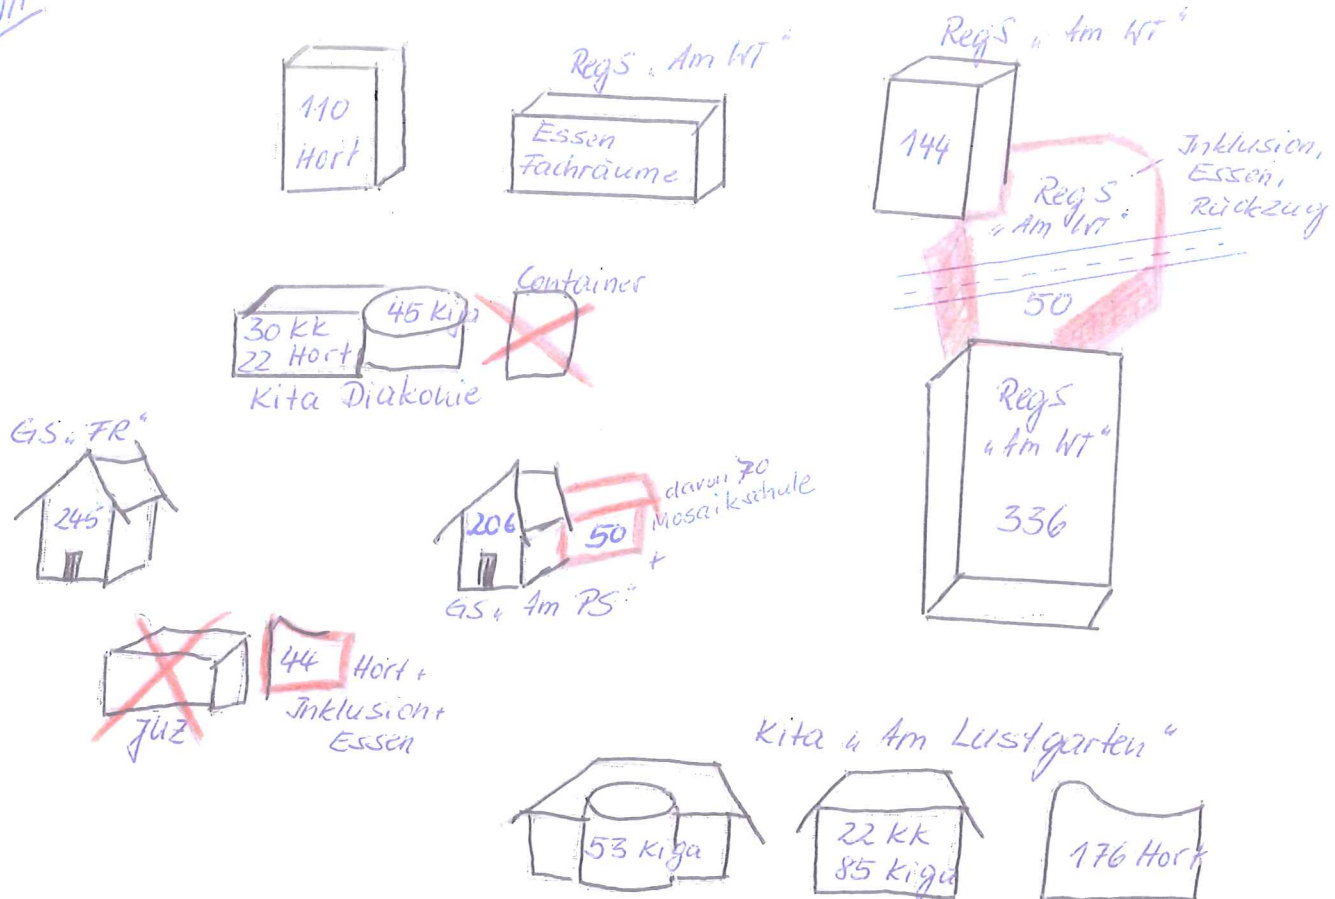 110
Hort
RegS „Am WT“
Essen
Fachräume
RegS „Am WT“
144
Inklusion,
Essen,
Rückzug
RegS
„Am WT“
50
30 KK
22 Hort
45 Kiga
Container
Kita Diakonie
RegS
„Am WT“
336
GS „FR“
245
206
50
davon 20
Mosaikschule
+
GS „Am PS“
JUZ
44
Hort +
Inklusion +
Essen
Kita „Am Lustgarten“
53 Kiga
22 KK
85 Kiga
176 Hort